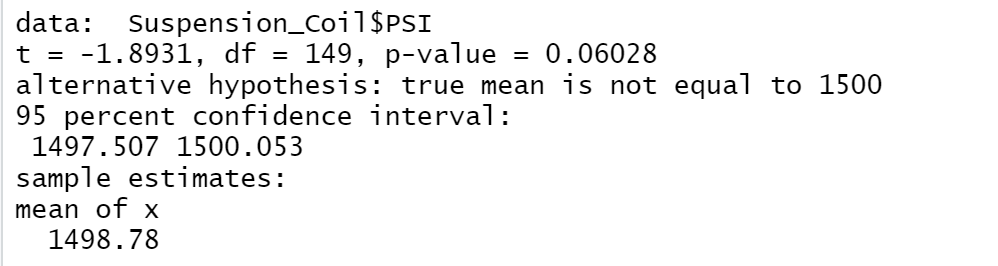 data:  Suspension_Coil$PSI
t = -1.8931, df = 149, p-value = 0.06028
alternative hypothesis: true mean is not equal to 1500
95 percent confidence interval:
 1497.507 1500.053
sample estimates:
mean of x
  1498.78